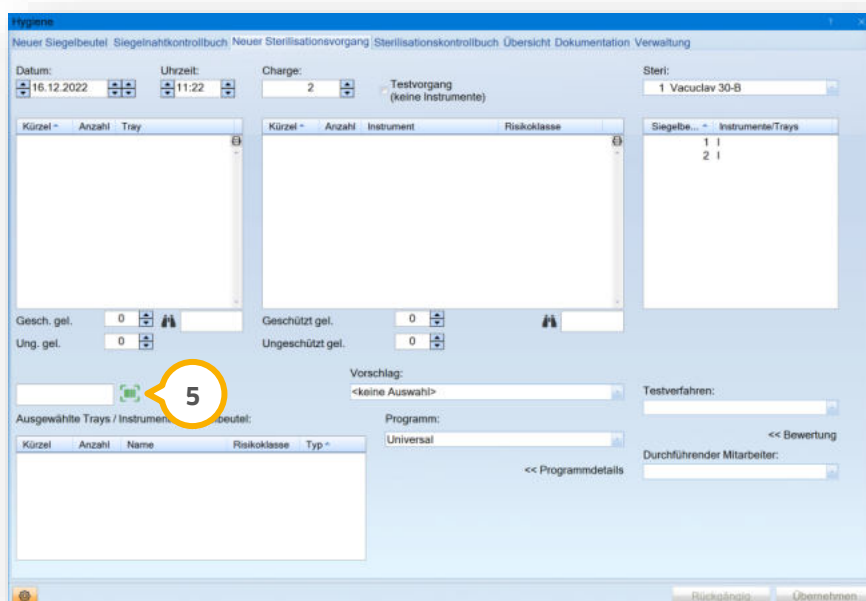 Hygiene
Neuer Siegelbeutel Siegelnahtkontrollbuch Neuer Sterilisationsvorgang Sterilisationskontrollbuch Übersicht Dokumentation Verwaltung
Datum: Uhrzeit: Charge: Steri:
16.12.2022 11:22 2 Testvorgang 1 Vacuclav 30-B
(keine Instrumente)
Kürzel Anzahl Tray Kürzel Anzahl Instrument Risikoklasse Siegelbe... Instrumente/Trays
1 I
2 I
Gesch. gel. 0 Geschützt gel. 0
Ung. gel. 0 Ungeschützt gel. 0
Vorschlag:
5 <keine Auswahl> Testverfahren:
Ausgewählte Trays / Instrument beutel: Programm:
Universal << Bewertung
Kürzel Anzahl Name Risikoklasse Typ
<< Programmdetails Durchführender Mitarbeiter:
Rückgängig Übernehmen